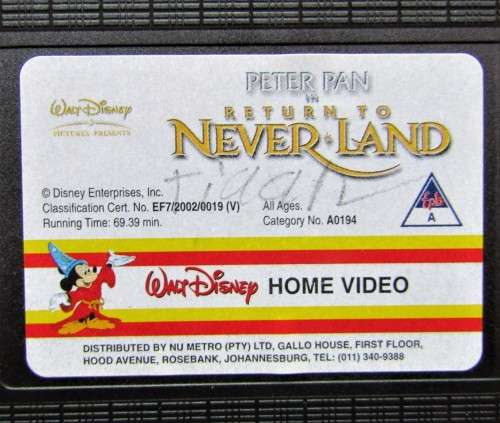 PETER PAN
IN
RETURN TO
NEVER LAND
WALT DISNEY
PICTURES PRESENTS
© Disney Enterprises, Inc.
Classification Cert. No. EF7/2002/0019 (V) All Ages.
Running Time: 69.39 min. Category No. A0194
fpb
A
WALT DISNEY HOME VIDEO
DISTRIBUTED BY NU METRO (PTY) LTD, GALLO HOUSE, FIRST FLOOR,
HOOD AVENUE, ROSEBANK, JOHANNESBURG, TEL: (011) 340-9388